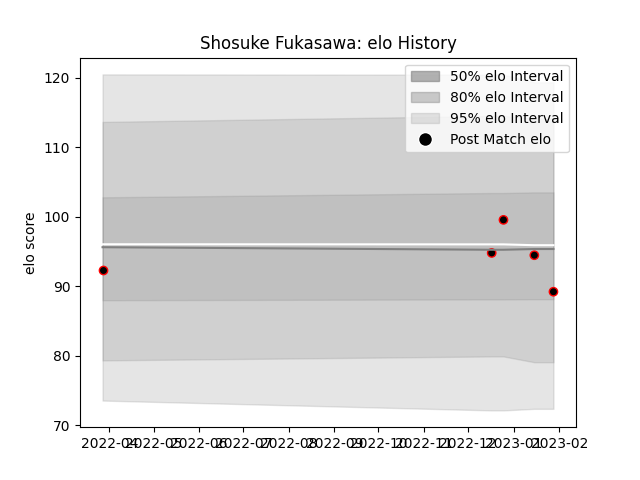 Shosuke Fukasawa: elo History
120
110
100
90
80
70
elo score
50% elo Interval
80% elo Interval
95% elo Interval
Post Match elo
2022-04
2022-05
2022-06
2022-07
2022-08
2022-09
2022-10
2022-11
2022-12
2023-01
2023-02